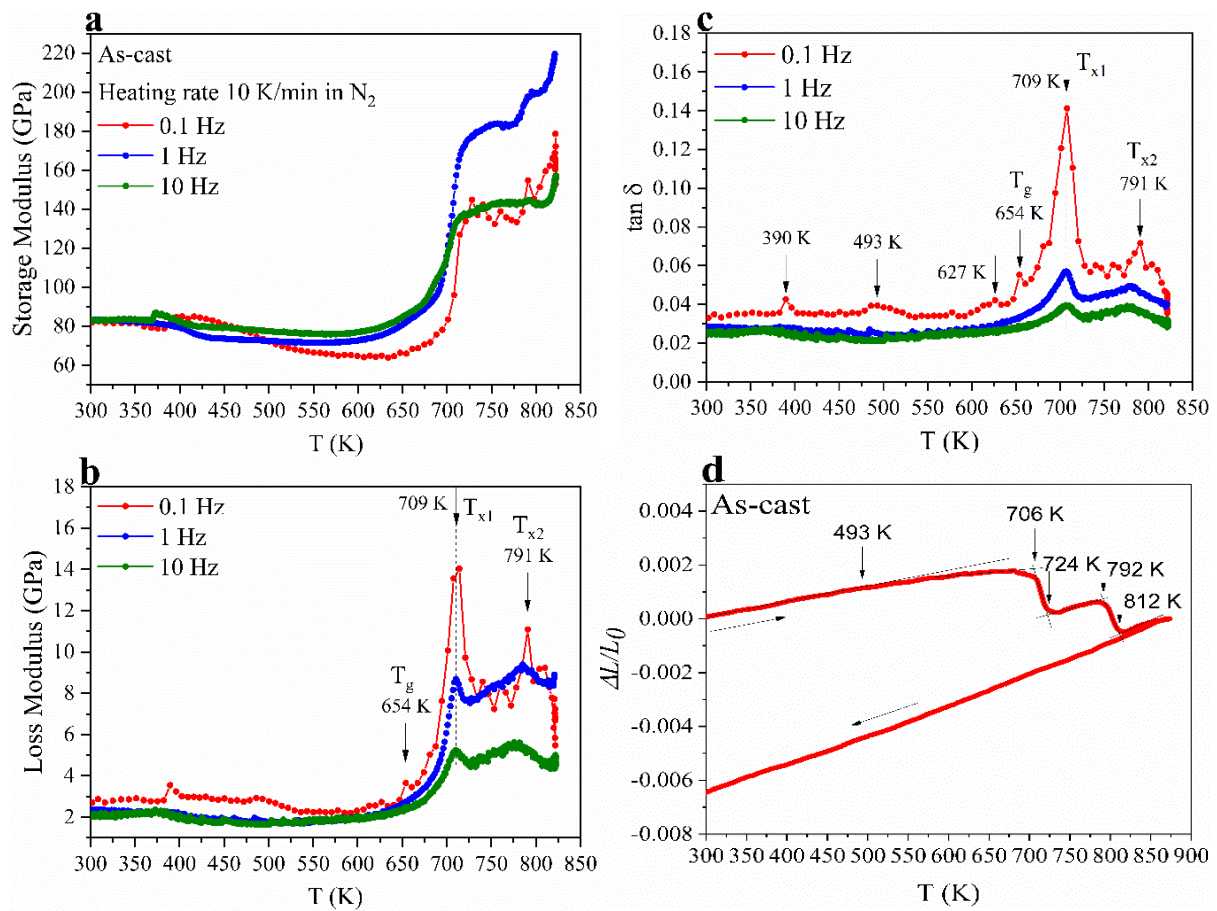 a
As-cast
Heating rate 10 K/min in N2
0.1 Hz
1 Hz
10 Hz
Storage Modulus (GPa)
220
200
180
160
140
120
100
80
60
300 350 400 450 500 550 600 650 700 750 800 850
T (K)
c
0.1 Hz
1 Hz
10 Hz
Tx1
709 K
Tx2
791 K
Tg
654 K
390 K
493 K
627 K
tan δ
0.18
0.16
0.14
0.12
0.10
0.08
0.06
0.04
0.02
0.00
300 350 400 450 500 550 600 650 700 750 800 850
T (K)
b
0.1 Hz
1 Hz
10 Hz
709 K
Tx1
Tx2
791 K
Tg
654 K
Loss Modulus (GPa)
18
16
14
12
10
8
6
4
2
300 350 400 450 500 550 600 650 700 750 800 850
T (K)
d
As-cast
493 K
706 K
724 K
792 K
812 K
ΔL/L0
0.004
0.002
0.000
-0.002
-0.004
-0.006
-0.008
300 350 400 450 500 550 600 650 700 750 800 850 900
T (K)